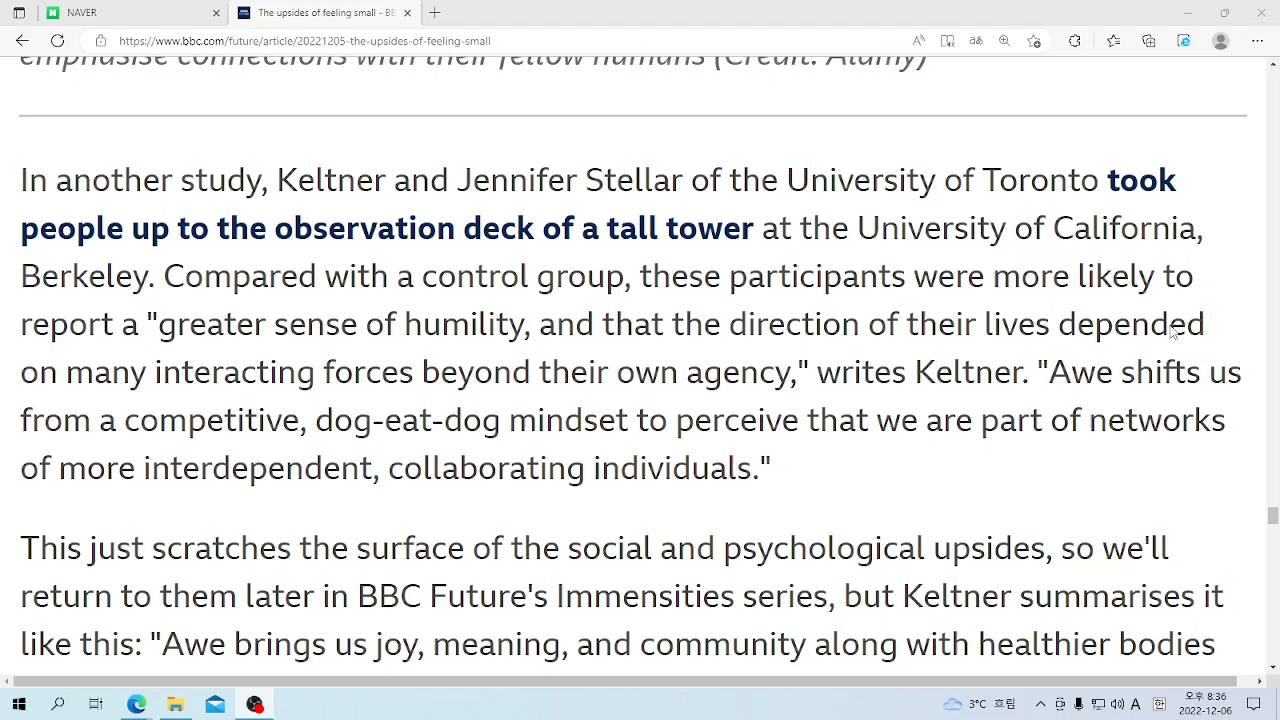 NAVER
The upsides of feeling small - BB
https://www.bbc.com/future/article/20221205-the-upsides-of-feeling-small
emphasise connections with their fellow humans (Credit: Alamy)
In another study, Keltner and Jennifer Stellar of the University of Toronto took
people up to the observation deck of a tall tower at the University of California,
Berkeley. Compared with a control group, these participants were more likely to
report a "greater sense of humility, and that the direction of their lives depended
on many interacting forces beyond their own agency," writes Keltner. "Awe shifts us
from a competitive, dog-eat-dog mindset to perceive that we are part of networks
of more interdependent, collaborating individuals."
This just scratches the surface of the social and psychological upsides, so we'll
return to them later in BBC Future's Immensities series, but Keltner summarises it
like this: "Awe brings us joy, meaning, and community along with healthier bodies
3°C 흐림
A
오후 8:36
2022-12-06